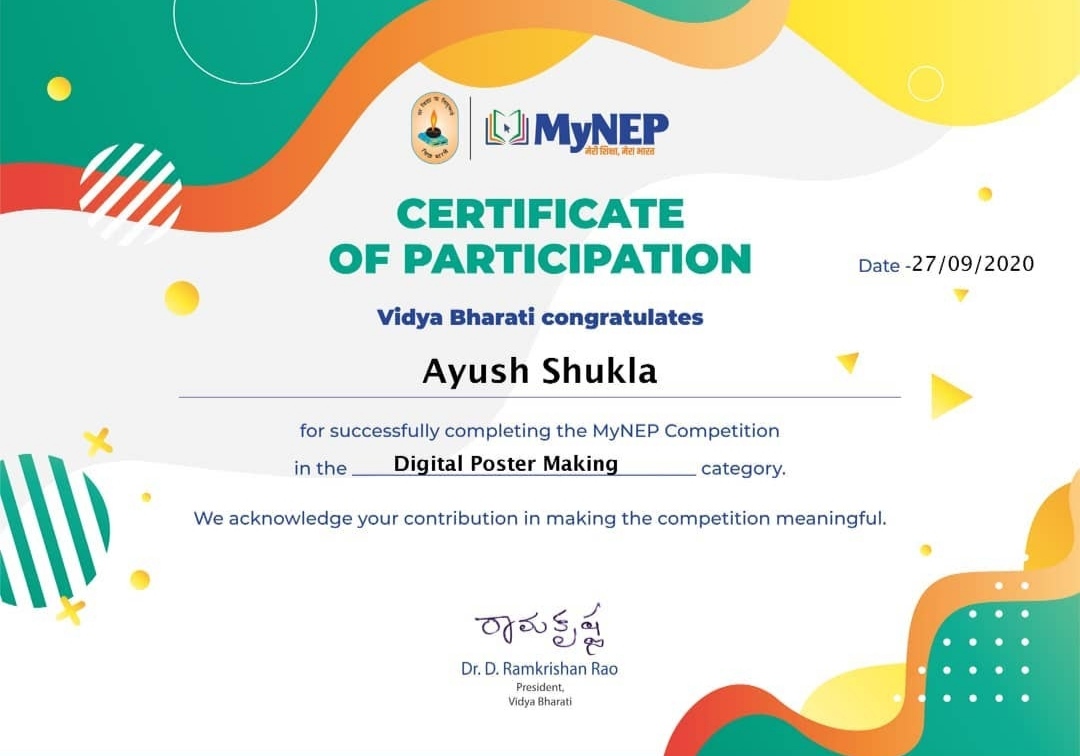 MyNEP
मेरी शिक्षा, मेरा भारत
CERTIFICATE
OF PARTICIPATION
Date -27/09/2020
Vidya Bharati congratulates
Ayush Shukla
for successfully completing the MyNEP Competition
in the Digital Poster Making category.
We acknowledge your contribution in making the competition meaningful.
రామకృష్ణ
Dr. D. Ramkrishan Rao
President,
Vidya Bharati